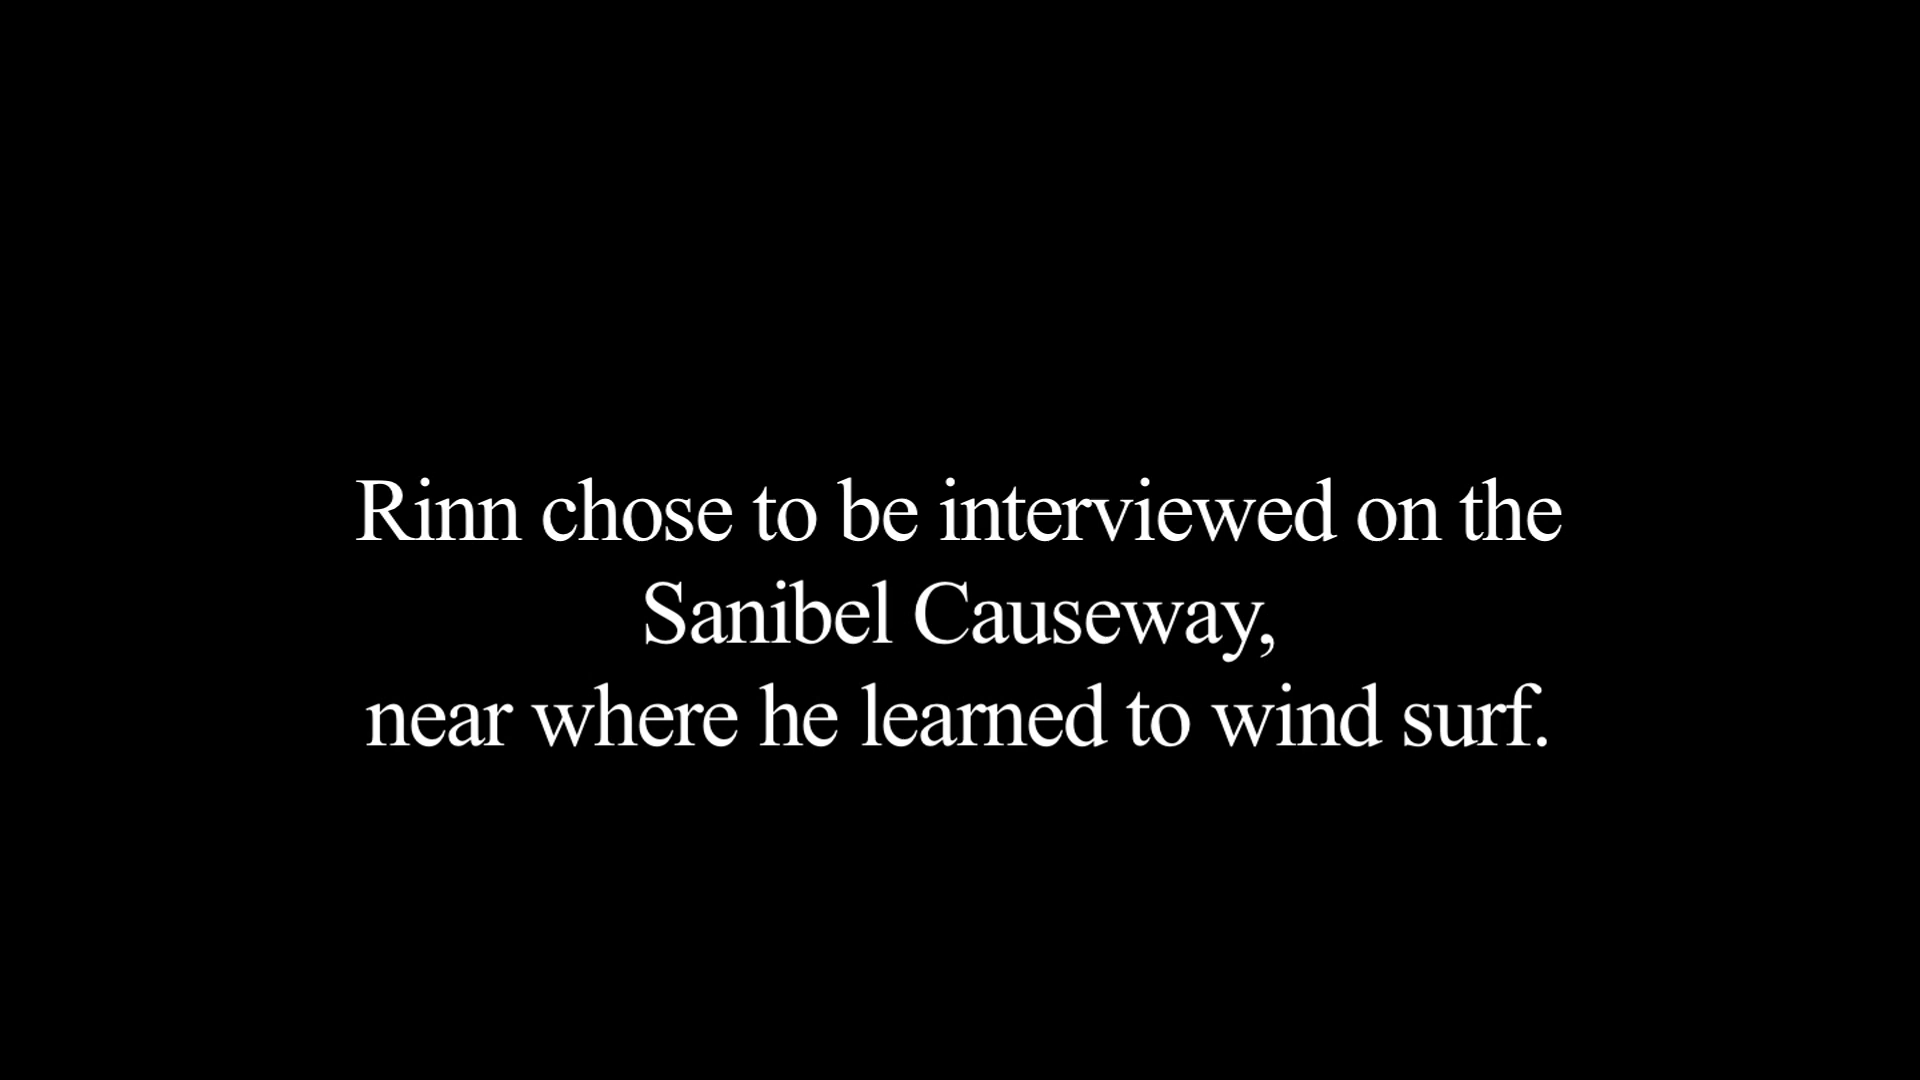 Rinn chose to be interviewed on the
Sanibel Causeway,
near where he learned to wind surf.